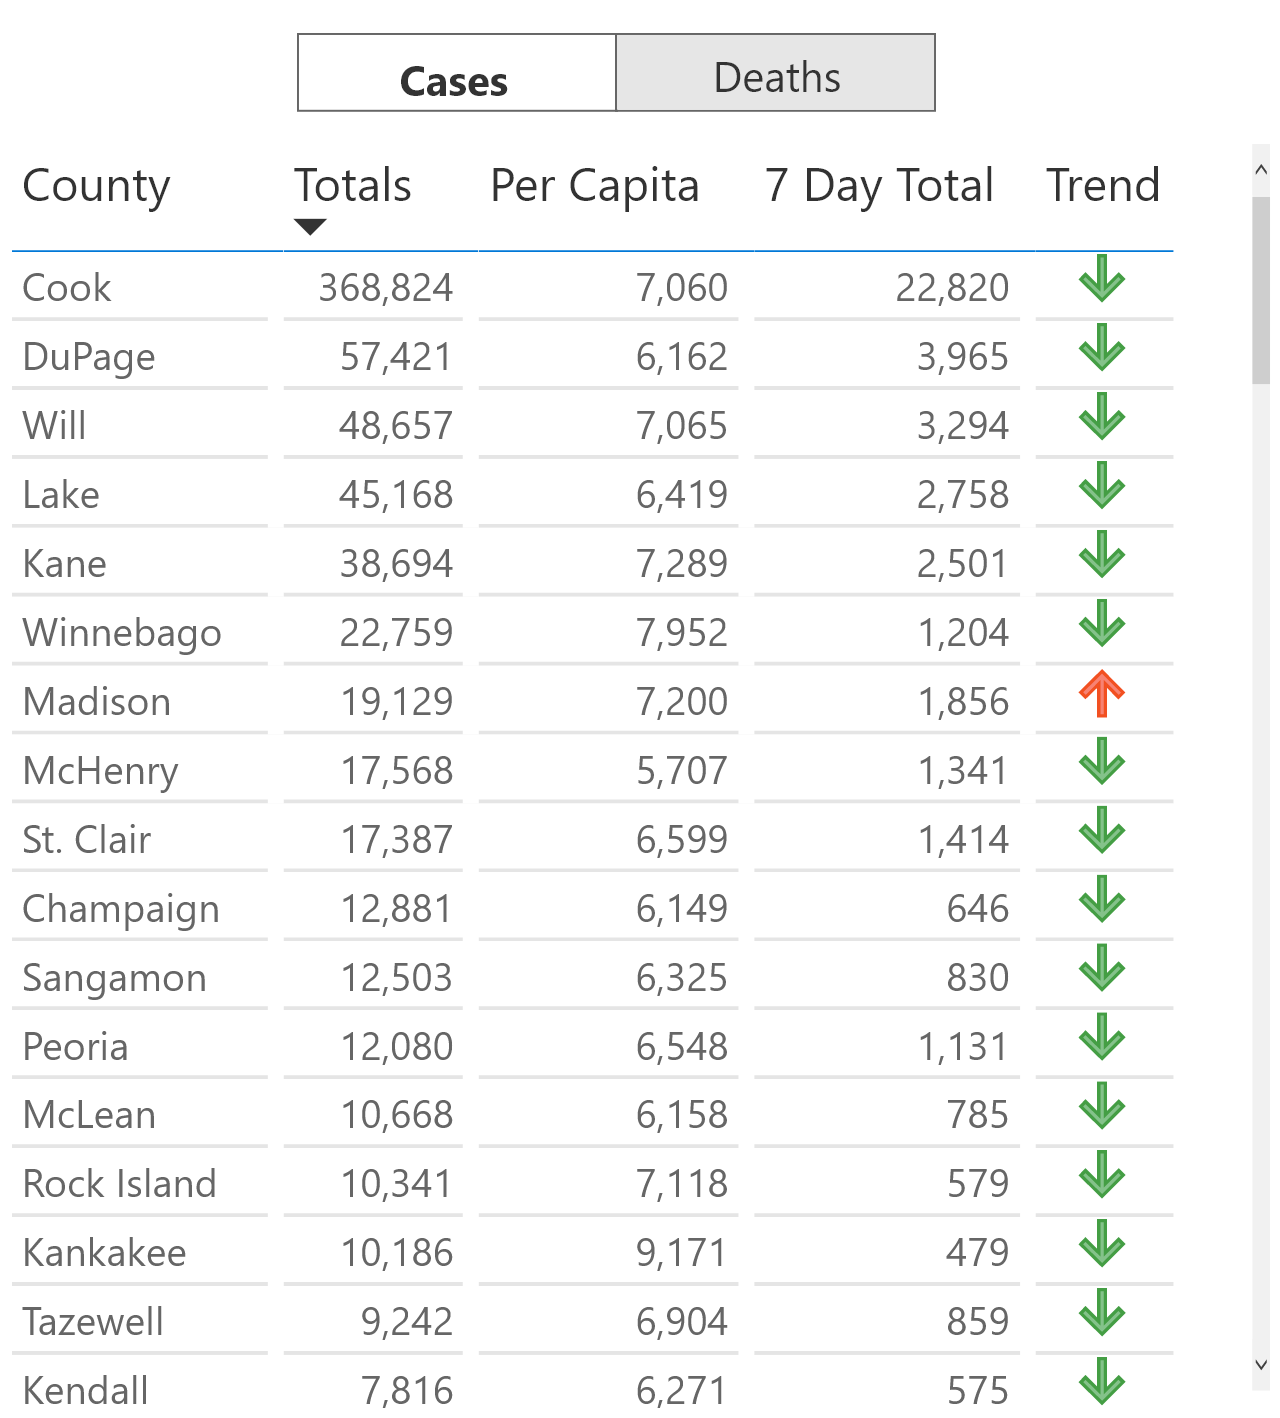 Cases Deaths
County Totals Per Capita 7 Day Total Trend
Cook 368,824 7,060 22,820
DuPage 57,421 6,162 3,965
Will 48,657 7,065 3,294
Lake 45,168 6,419 2,758
Kane 38,694 7,289 2,501
Winnebago 22,759 7,952 1,204
Madison 19,129 7,200 1,856
McHenry 17,568 5,707 1,341
St. Clair 17,387 6,599 1,414
Champaign 12,881 6,149 646
Sangamon 12,503 6,325 830
Peoria 12,080 6,548 1,131
McLean 10,668 6,158 785
Rock Island 10,341 7,118 579
Kankakee 10,186 9,171 479
Tazewell 9,242 6,904 859
Kendall 7,816 6,271 575